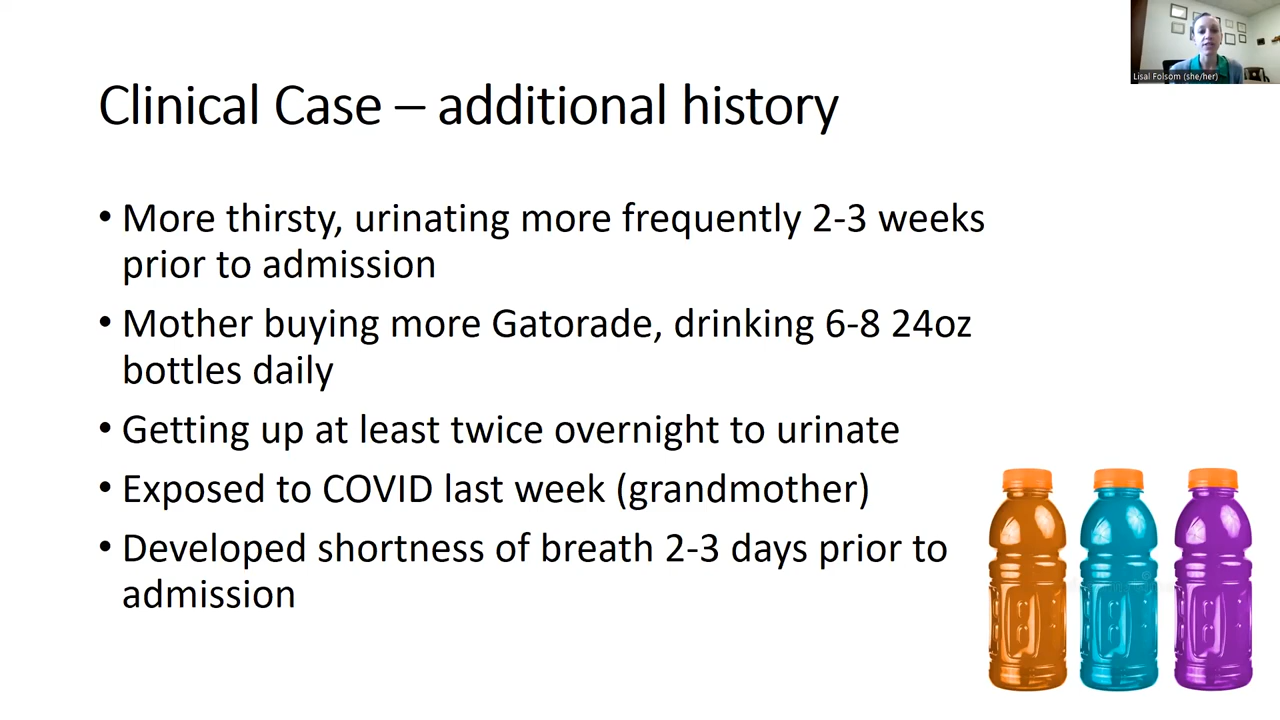 Lisal Folsom (she/her)
Clinical Case – additional history
• More thirsty, urinating more frequently 2-3 weeks
prior to admission
• Mother buying more Gatorade, drinking 6-8 24oz
bottles daily
• Getting up at least twice overnight to urinate
• Exposed to COVID last week (grandmother)
• Developed shortness of breath 2-3 days prior to
admission